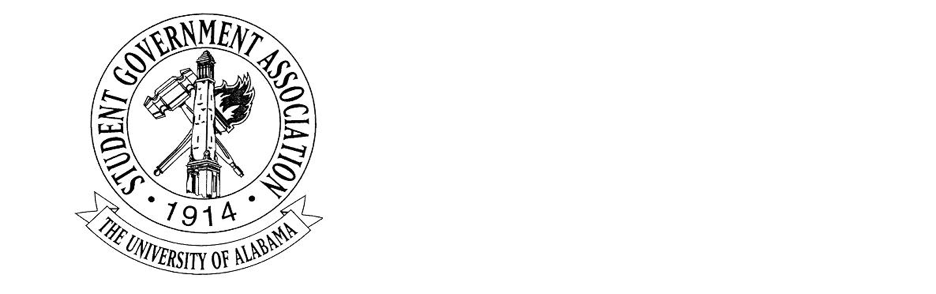 STUDENT GOVERNMENT ASSOCIATION
• 1914 •
THE UNIVERSITY OF ALABAMA